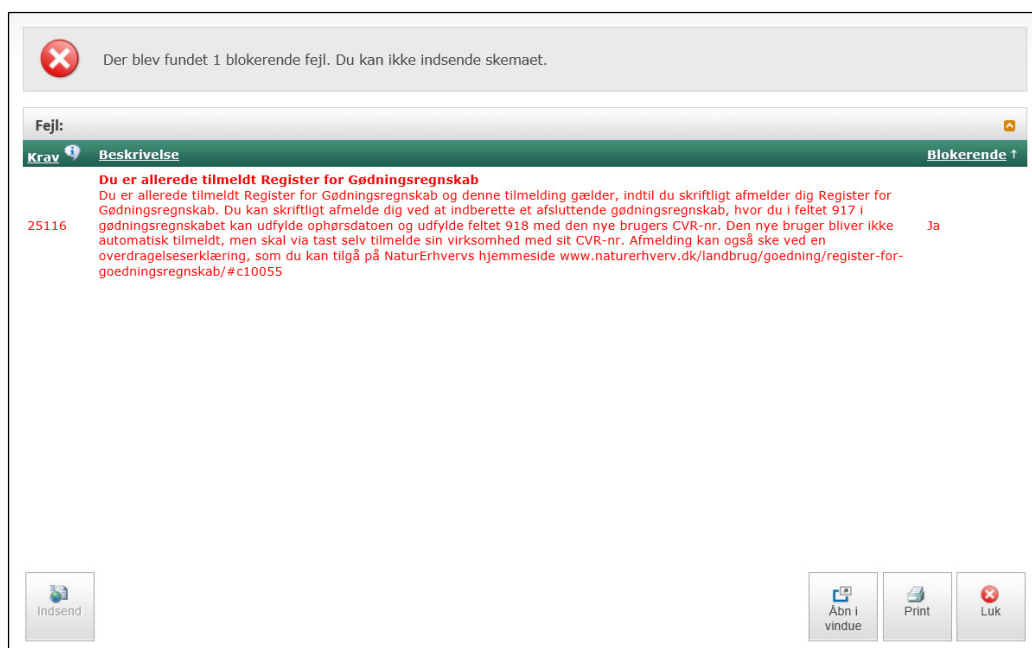 Der blev fundet 1 blokerende fejl. Du kan ikke indsende skemaet.
Fejl:
Krav Beskrivelse Blokerende ↑
Du er allerede tilmeldt Register for Gødningsregnskab
Du er allerede tilmeldt Register for Gødningsregnskab og denne tilmelding gælder, indtil du skriftligt afmelder dig Register for
Gødningsregnskab. Du kan skriftligt afmelde dig ved at indberette et afsluttende gødningsregnskab, hvor du i feltet 917 i
25116 gødningsregnskabet kan udfylde ophørsdatoen og udfylde feltet 918 med den nye brugers CVR-nr. Den nye bruger bliver ikke Ja
automatisk tilmeldt, men skal via tast selv tilmelde sin virksomhed med sit CVR-nr. Afmelding kan også ske ved en
overdragelseserklæring, som du kan tilgå på NaturErhvervs hjemmeside www.naturerhverv.dk/landbrug/goedning/register-for-
goedningsregnskab/#c10055
Indsend
Åbn i
vindue
Print
Luk